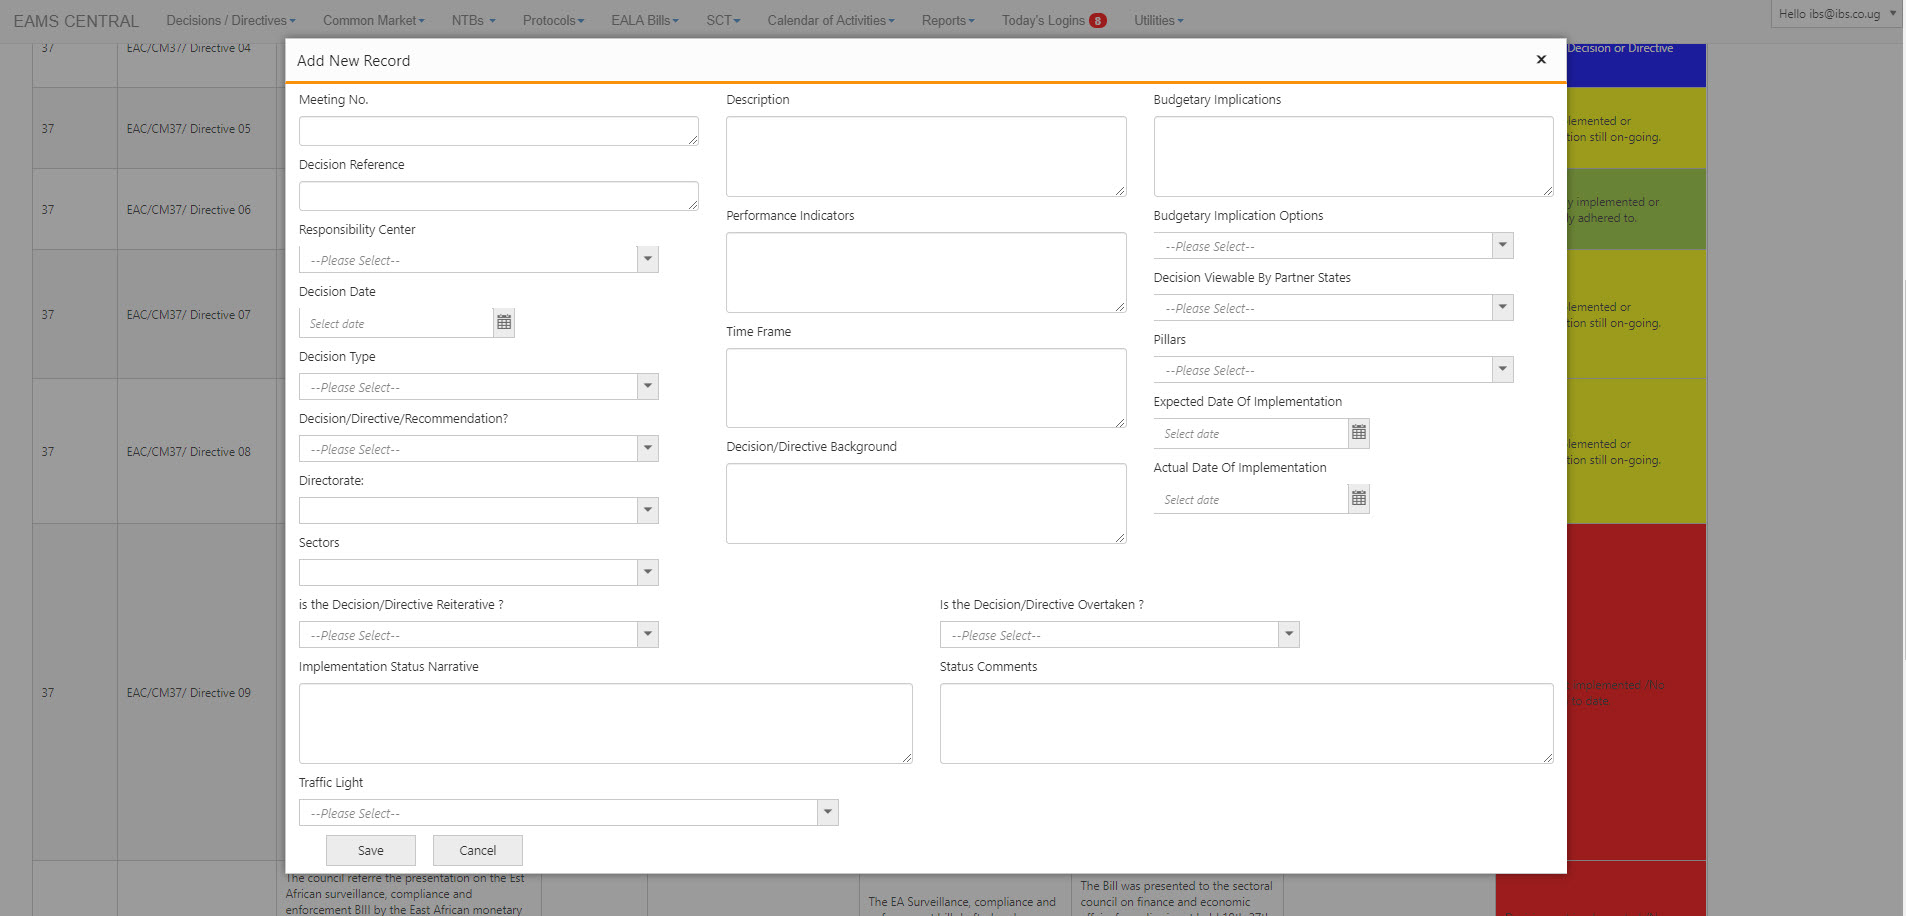 EAMS CENTRAL Decisions / Directives Common Market NTBs Protocols EALA Bills SCT Calendar of Activities Reports Today's Logins 8 Utilities Hello ibs@ibs.co.ug
37 EAC/CM37/ Directive 04 Decision or Directive
Add New Record
Meeting No.
Decision Reference
Responsibility Center
--Please Select--
Decision Date
Select date
Decision Type
--Please Select--
Decision/Directive/Recommendation?
--Please Select--
Directorate:
Sectors
Description
Performance Indicators
Time Frame
Decision/Directive Background
Budgetary Implications
Budgetary Implication Options
--Please Select--
Decision Viewable By Partner States
--Please Select--
Pillars
--Please Select--
Expected Date Of Implementation
Select date
Actual Date Of Implementation
Select date
is the Decision/Directive Reiterative ?
--Please Select--
Is the Decision/Directive Overtaken ?
--Please Select--
Implementation Status Narrative
Status Comments
Traffic Light
--Please Select--
Save Cancel
37 EAC/CM37/ Directive 05
lemented or
tion still on-going.
37 EAC/CM37/ Directive 06
y implemented or
ly adhered to.
37 EAC/CM37/ Directive 07
lemented or
tion still on-going.
37 EAC/CM37/ Directive 08
lemented or
tion still on-going.
37 EAC/CM37/ Directive 09
implemented /No
to date.
The council referre the presentation on the Est
African surveillance, compliance and
enforcement BIII by the East African monetary
The EA Surveillance, compliance and
The Bill was presented to the sectoral
council on finance and economic